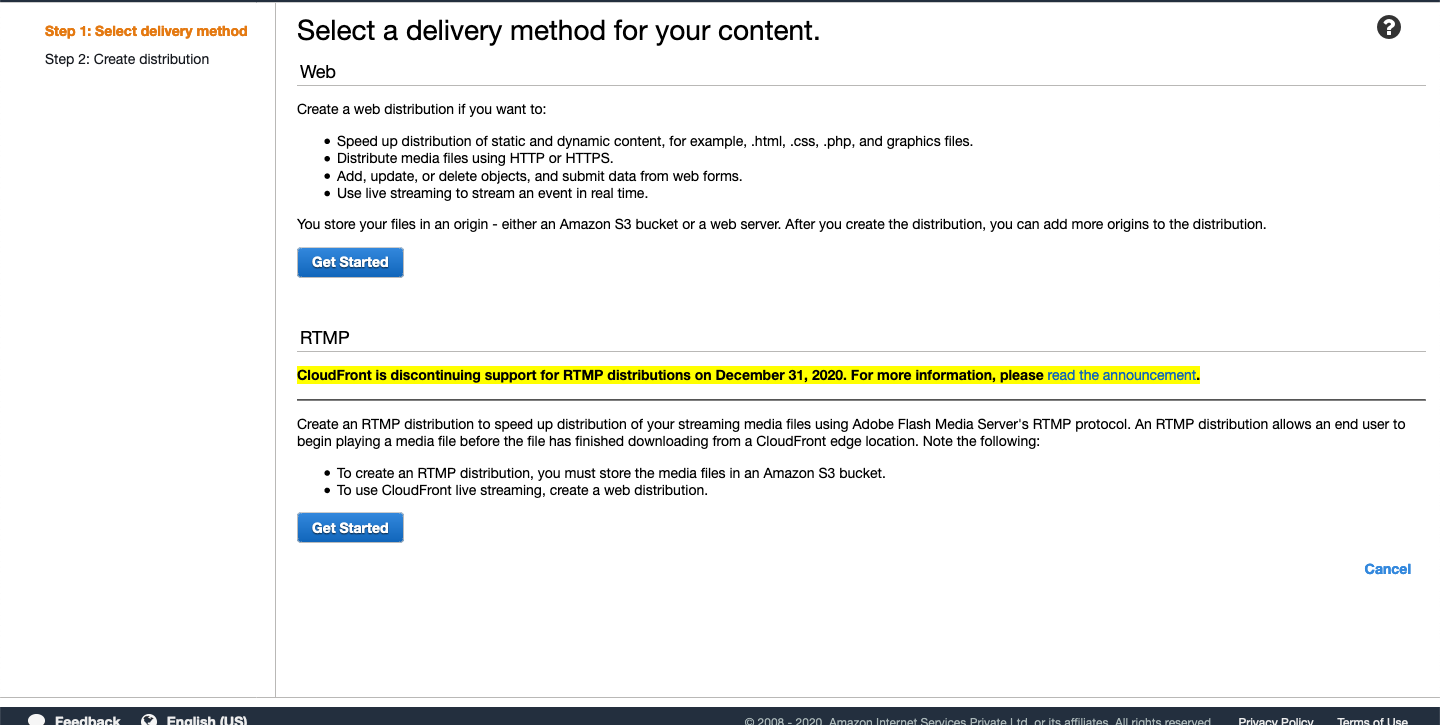 Step 1: Select delivery method
Step 2: Create distribution
Select a delivery method for your content.
?
Web
Create a web distribution if you want to:
• Speed up distribution of static and dynamic content, for example, .html, .css, .php, and graphics files.
• Distribute media files using HTTP or HTTPS.
• Add, update, or delete objects, and submit data from web forms.
• Use live streaming to stream an event in real time.
You store your files in an origin - either an Amazon S3 bucket or a web server. After you create the distribution, you can add more origins to the distribution.
Get Started
RTMP
CloudFront is discontinuing support for RTMP distributions on December 31, 2020. For more information, please read the announcement.
Create an RTMP distribution to speed up distribution of your streaming media files using Adobe Flash Media Server's RTMP protocol. An RTMP distribution allows an end user to
begin playing a media file before the file has finished downloading from a CloudFront edge location. Note the following:
• To create an RTMP distribution, you must store the media files in an Amazon S3 bucket.
• To use CloudFront live streaming, create a web distribution.
Get Started
Cancel
Feedback English (US) © 2008 - 2020, Amazon Internet Services Private Ltd. or its affiliates. All rights reserved. Privacy Policy Terms of Use